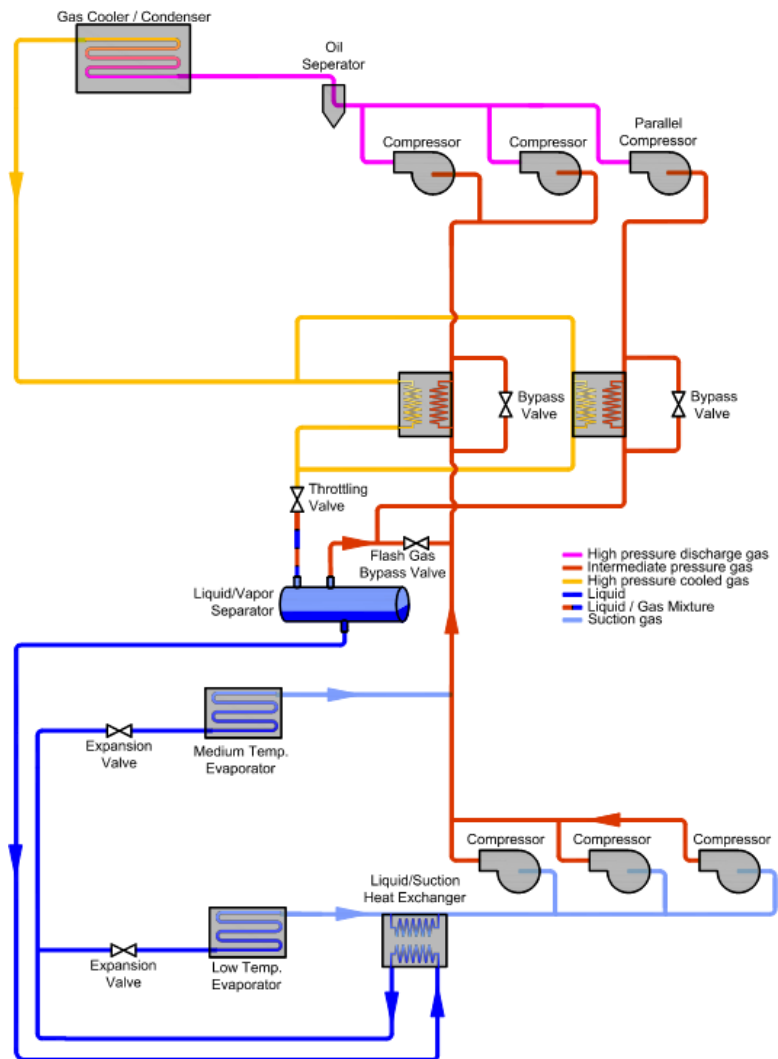 Gas Cooler / Condenser
Oil
Seperator
Compressor
Compressor
Parallel
Compressor
Bypass
Valve
Bypass
Valve
Throttling
Valve
Flash Gas
Bypass Valve
Liquid/Vapor
Separator
High pressure discharge gas
Intermediate pressure gas
High pressure cooled gas
Liquid
Liquid / Gas Mixture
Suction gas
Expansion
Valve
Medium Temp.
Evaporator
Compressor
Compressor
Compressor
Liquid/Suction
Heat Exchanger
Expansion
Valve
Low Temp.
Evaporator